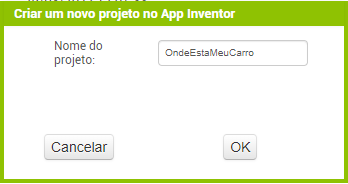 Criar um novo projeto no App Inventor
Nome do
projeto:
OndeEstaMeuCarro
Cancelar
OK